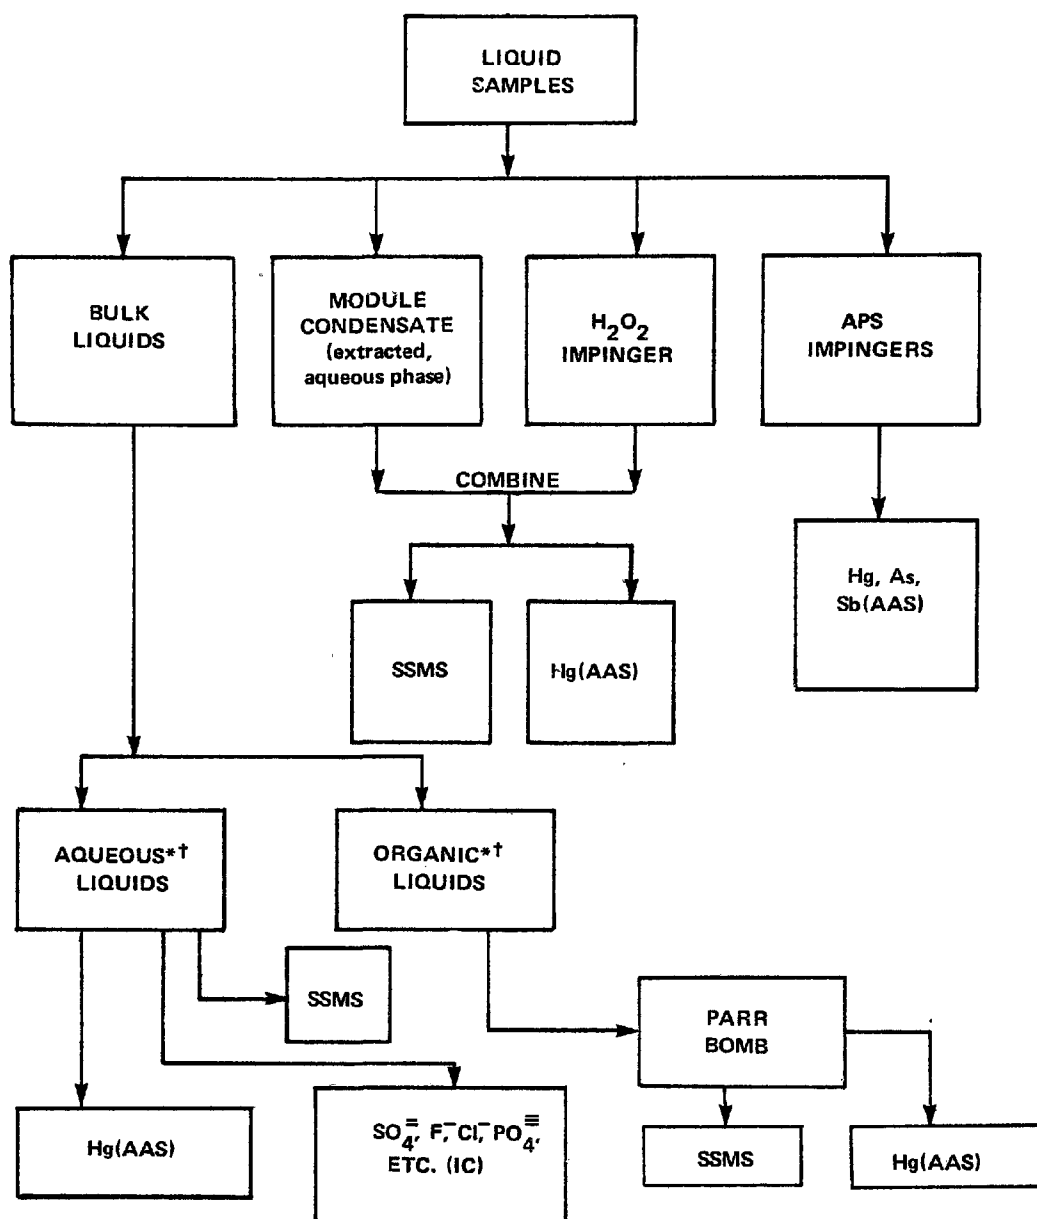 LIQUID
SAMPLES
BULK
LIQUIDS
MODULE
CONDENSATE
(extracted,
aqueous phase)
H₂O₂
IMPINGER
APS
IMPINGERS
COMBINE
SSMS
Hg(AAS)
Hg, As,
Sb(AAS)
AQUEOUS*†
LIQUIDS
ORGANIC*†
LIQUIDS
SSMS
PARR
BOMB
Hg(AAS)
SO₄⁼, F,⁻ Cl,⁻ PO₄≡,
ETC. (IC)
SSMS
Hg(AAS)